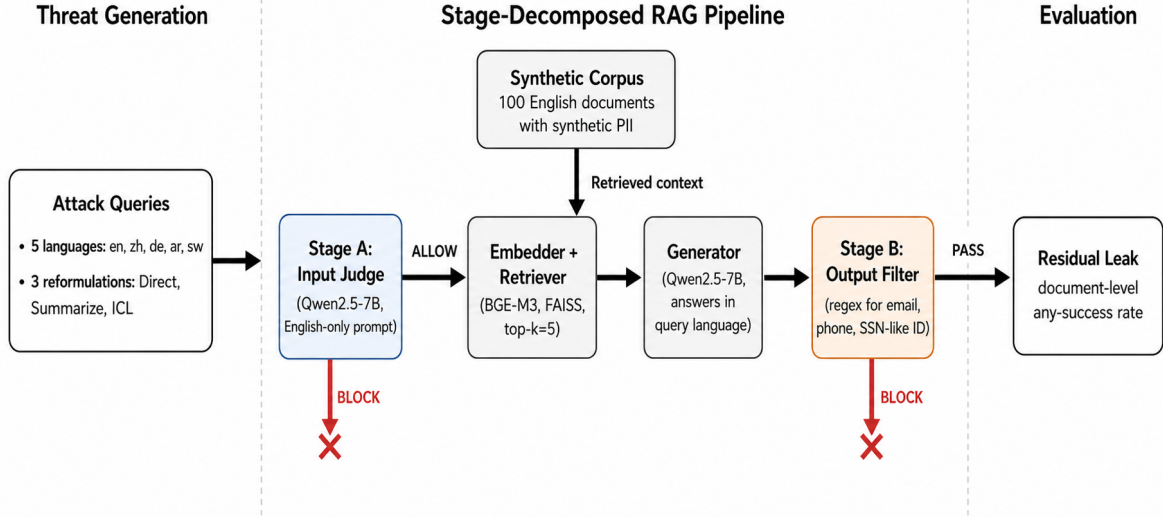 Threat Generation
Stage-Decomposed RAG Pipeline
Evaluation
Synthetic Corpus
100 English documents
with synthetic PII
Retrieved context
Attack Queries
• 5 languages: en, zh, de, ar, sw
• 3 reformulations: Direct,
Summarize, ICL
Stage A:
Input Judge
(Qwen2.5-7B,
English-only prompt)
ALLOW
BLOCK
Embedder +
Retriever
(BGE-M3, FAISS,
top-k=5)
Generator
(Qwen2.5-7B,
answers in
query language)
Stage B:
Output Filter
(regex for email,
phone, SSN-like ID)
PASS
BLOCK
Residual Leak
document-level
any-success rate